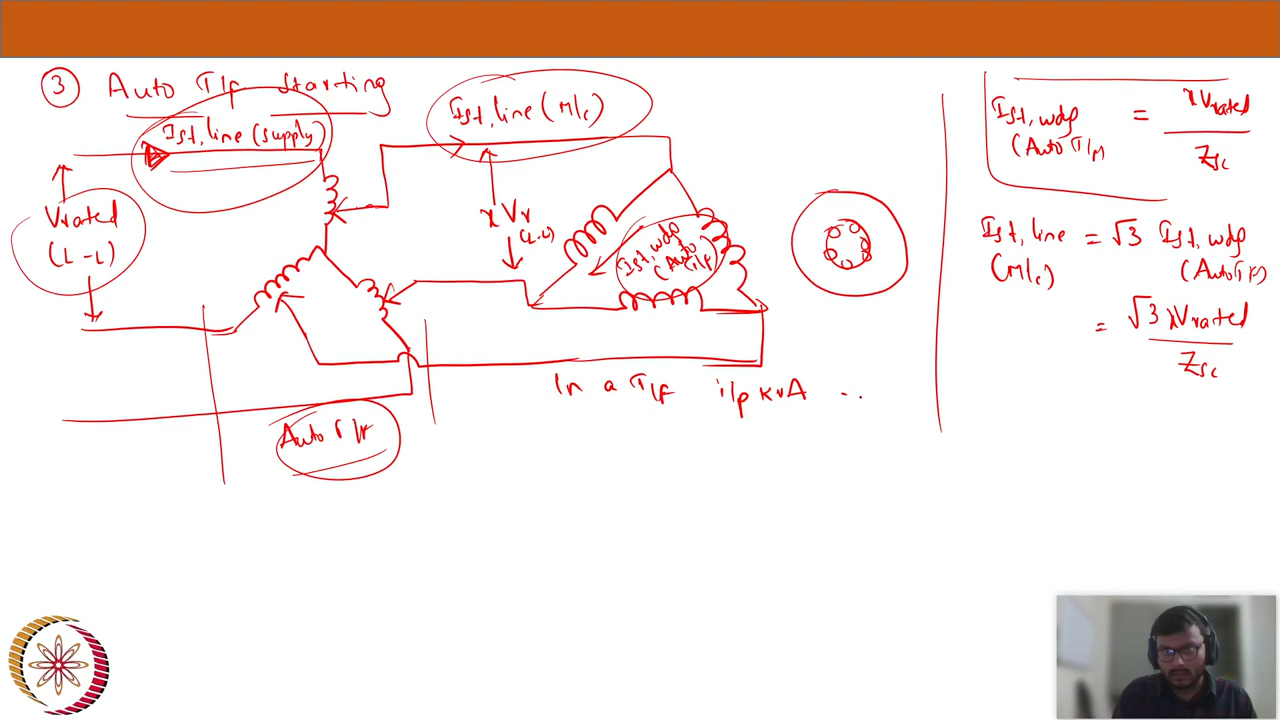 ③ Auto T/f Starting
Ist, line (supply)
Ist, line (M/c)
Vrated
(L-L)
x Vr
(L-L)
Ist, wdg
(Auto
T/f)
Auto T/f
In a T/f i/p KVA ..
Ist, wdg = xVrated
(Auto T/f) Zsc
Ist, line = √3 Ist, wdg
(M/c) (Auto T/f)
= √3 xVrated
Zsc